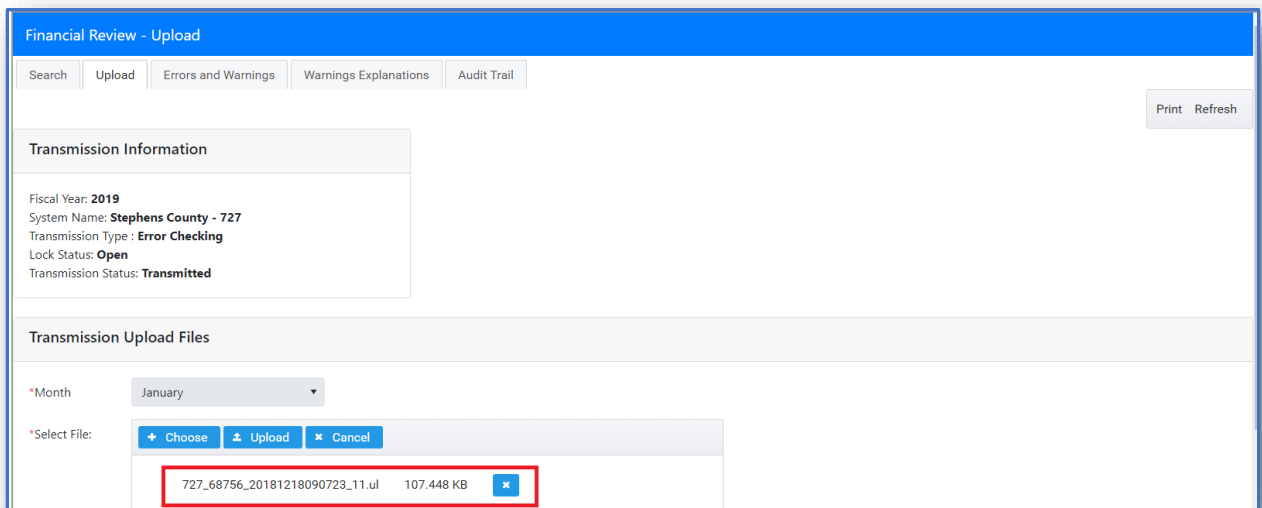 Financial Review - Upload
Search Upload Errors and Warnings Warnings Explanations Audit Trail
Print Refresh
Transmission Information
Fiscal Year: 2019
System Name: Stephens County - 727
Transmission Type : Error Checking
Lock Status: Open
Transmission Status: Transmitted
Transmission Upload Files
*Month January
*Select File: Choose Upload Cancel
727_68756_20181218090723_11.ul 107.448 KB